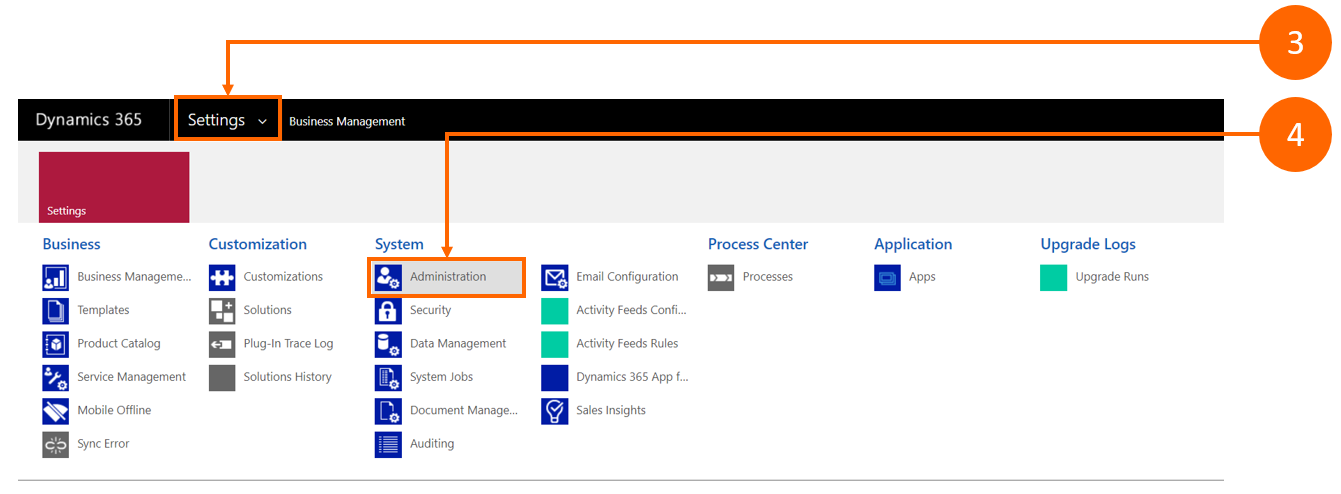 3
Dynamics 365 Settings Business Management
4
Settings
Business Customization System Process Center Application Upgrade Logs
Business Manageme... Customizations Administration Email Configuration Processes Apps Upgrade Runs
Templates Solutions Security Activity Feeds Confi...
Product Catalog Plug-In Trace Log Data Management Activity Feeds Rules
Service Management Solutions History System Jobs Dynamics 365 App f...
Mobile Offline Document Manage... Sales Insights
Sync Error Auditing